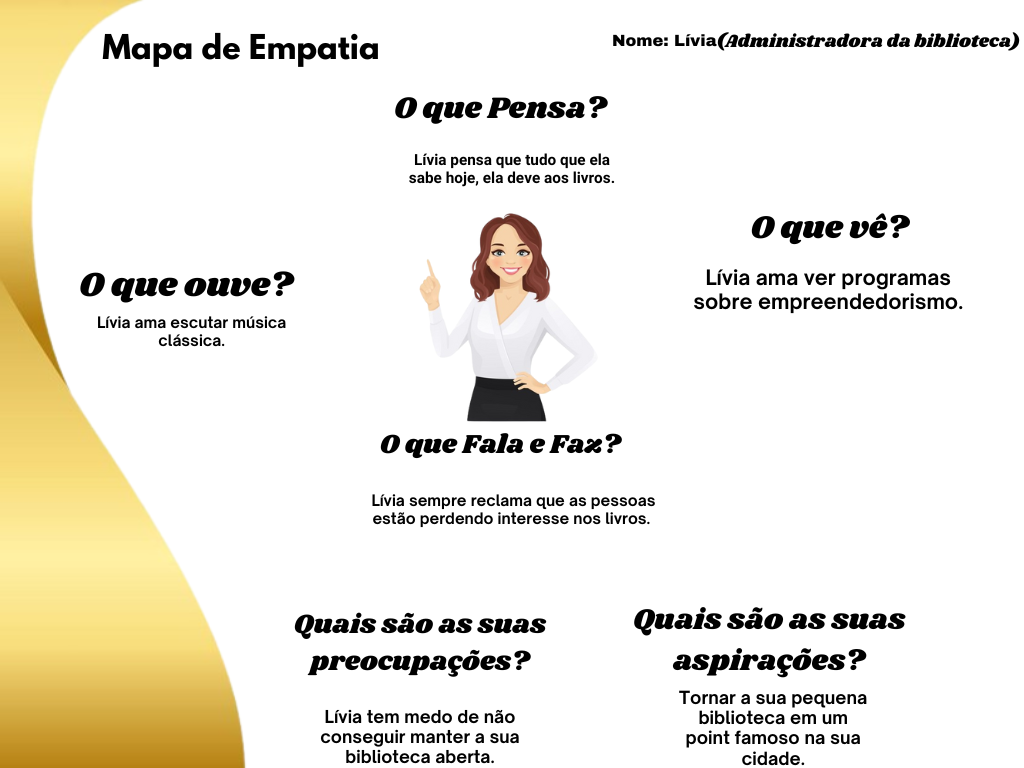 Mapa de Empatia
Nome: Lívia(Administradora da biblioteca)
O que Pensa?
Lívia pensa que tudo que ela
sabe hoje, ela deve aos livros.
O que vê?
Lívia ama ver programas
sobre empreendedorismo.
O que ouve?
Lívia ama escutar música
clássica.
O que Fala e Faz?
Lívia sempre reclama que as pessoas
estão perdendo interesse nos livros.
Quais são as suas
preocupações?
Lívia tem medo de não
conseguir manter a sua
biblioteca aberta.
Quais são as suas
aspirações?
Tornar a sua pequena
biblioteca em um
point famoso na sua
cidade.